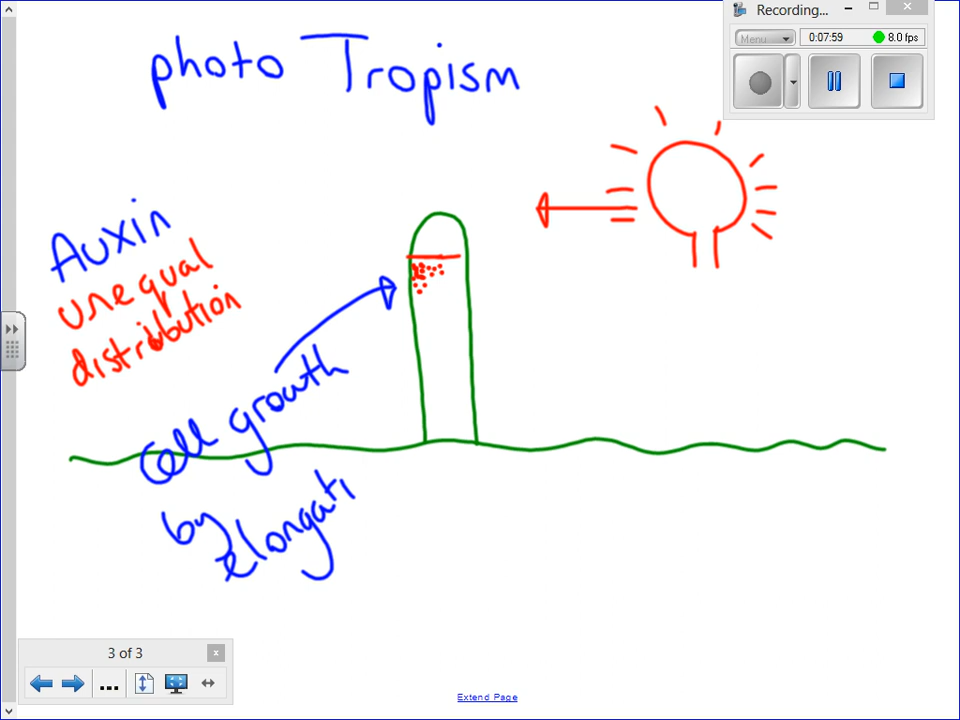 Recording...
Menu
0:07:59
8.0 fps
photo Tropism
Auxin
unequal
distribution
Cell growth
by
elongati
3 of 3
...
Extend Page